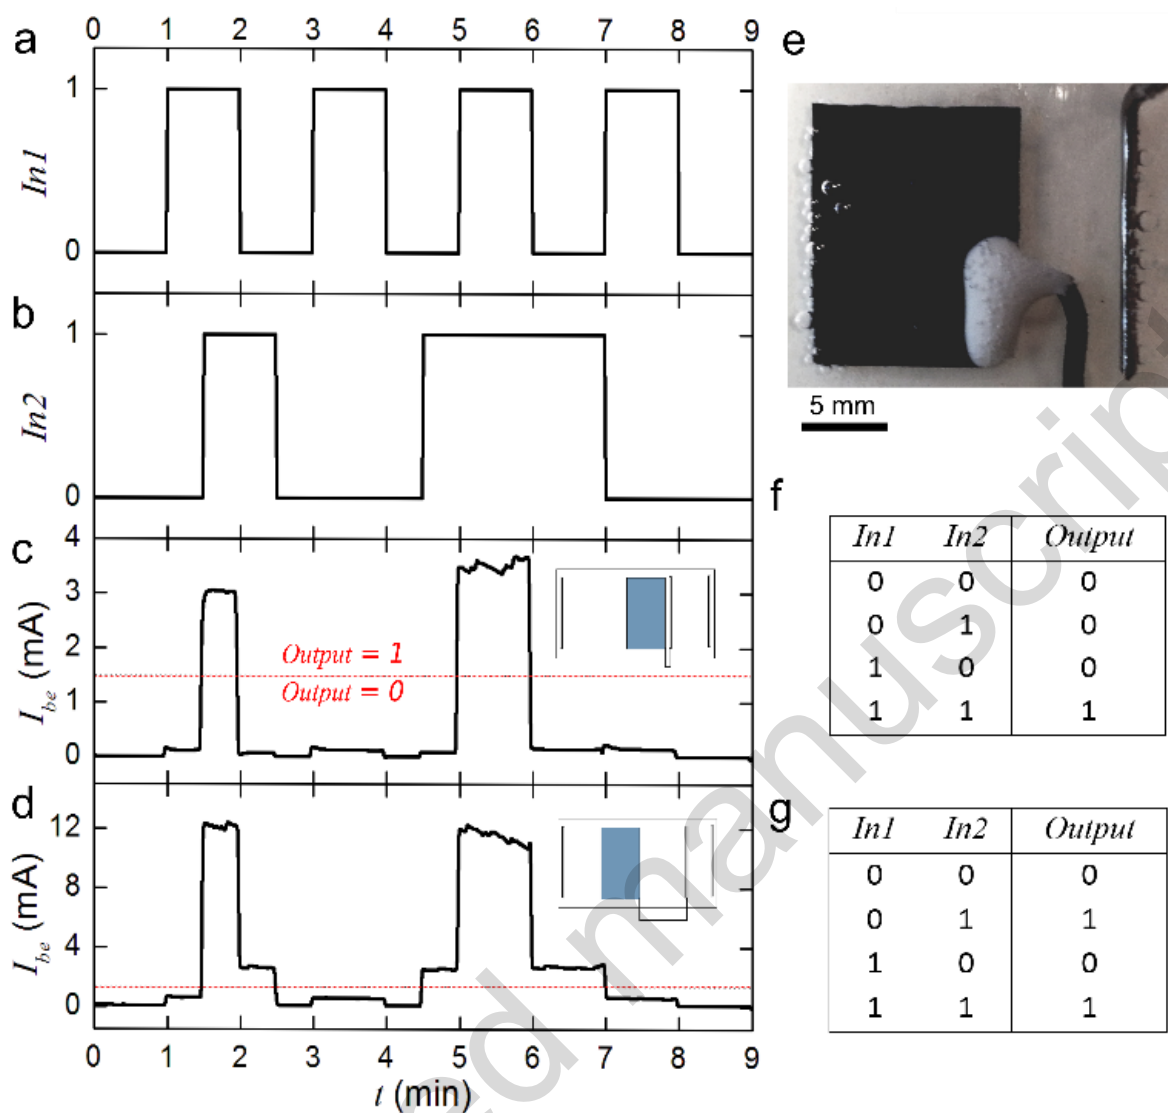 a
0 1 2 3 4 5 6 7 8 9
1
0
In1
b
1
0
In2
c
4
3
2
1
0
I_be (mA)
Output = 1
Output = 0
d
12
8
4
0
I_be (mA)
0 1 2 3 4 5 6 7 8 9
t (min)
e
5 mm
f
In1 In2 Output
0 0 0
0 1 0
1 0 0
1 1 1
g
In1 In2 Output
0 0 0
0 1 1
1 0 0
1 1 1
ed manuscript